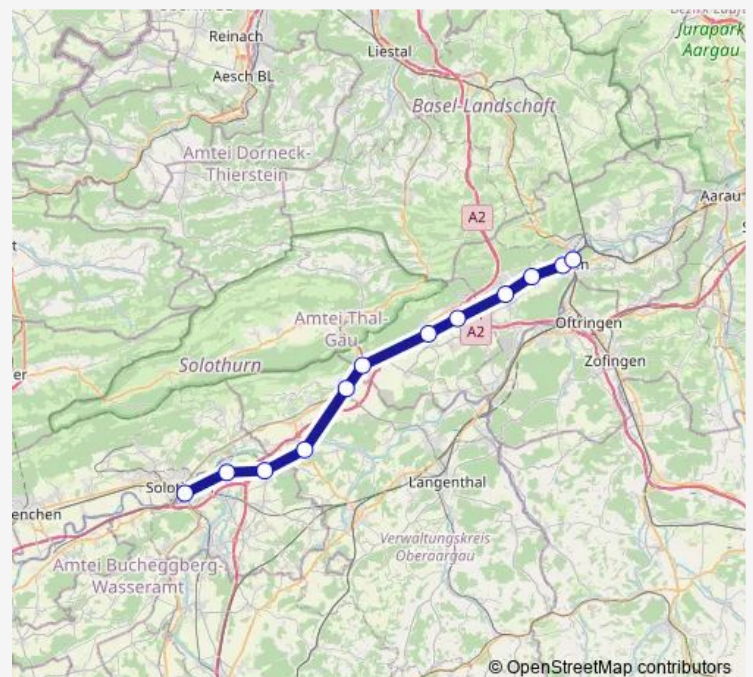 Reinach
Liestal
Jurapark
Aargau
Aesch BL
Basel-Landschaft
Amtei Dorneck-
Thierstein
Aarau
A2
Amtei Thal-
Gäu
A2
Oftringen
Solothurn
Zofingen
Langenthal
enchen
Verwaltungskreis
Oberaargau
Amtei Bucheggberg-
Wasseramt
© OpenStreetMap contributors